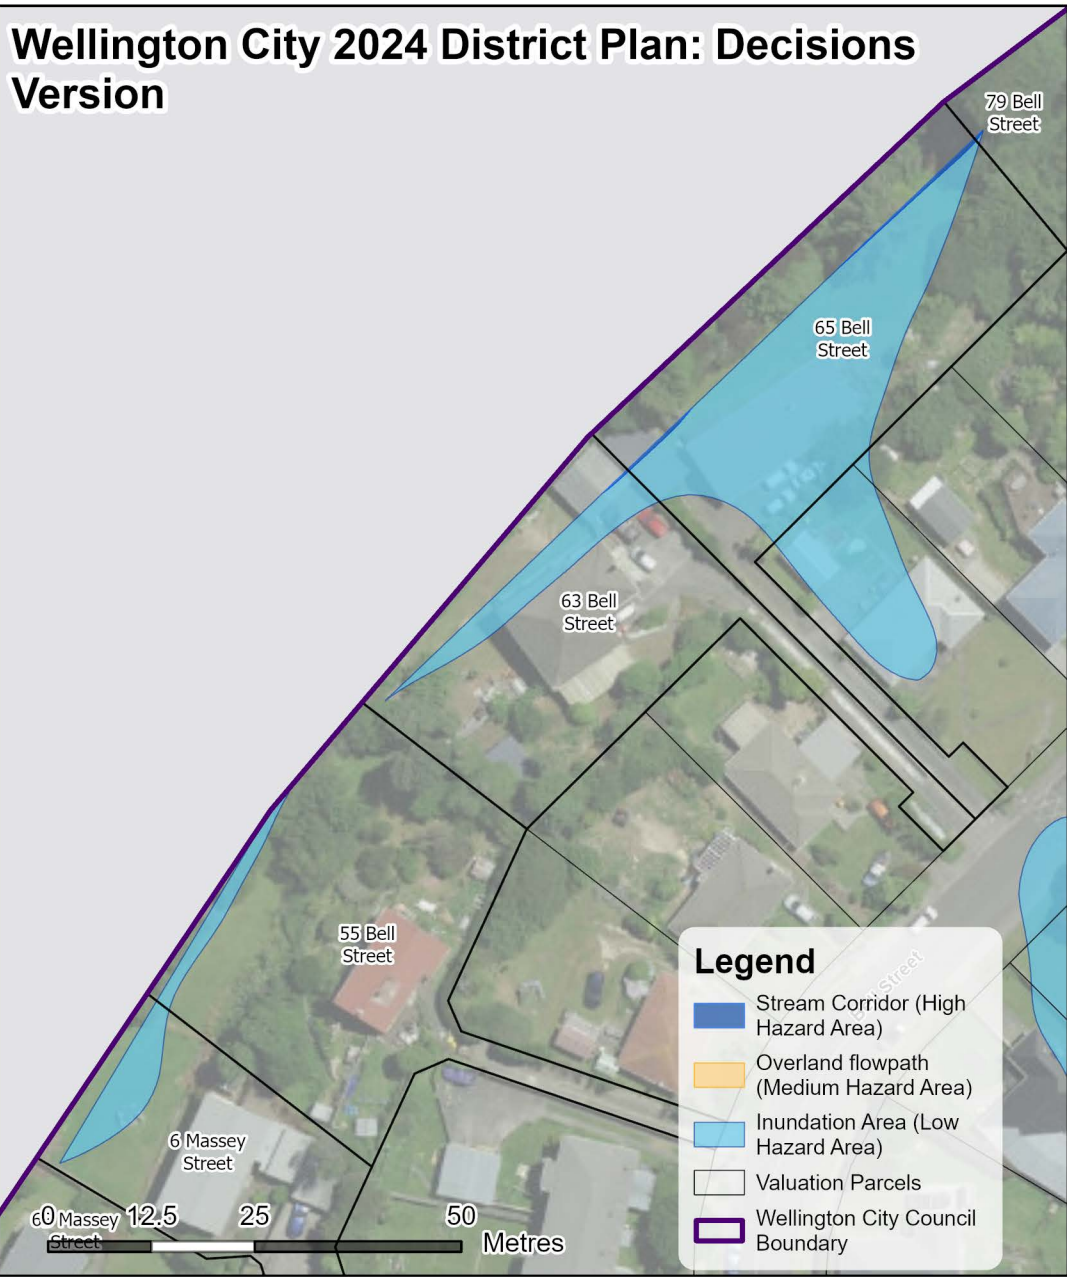 Wellington City 2024 District Plan: Decisions
Version
79 Bell
Street
65 Bell
Street
63 Bell
Street
55 Bell
Street
6 Massey
Street
Massey
Street
0 12.5 25 50 Metres
Street
Legend
Stream Corridor (High
Hazard Area)
Overland flowpath
(Medium Hazard Area)
Inundation Area (Low
Hazard Area)
Valuation Parcels
Wellington City Council
Boundary